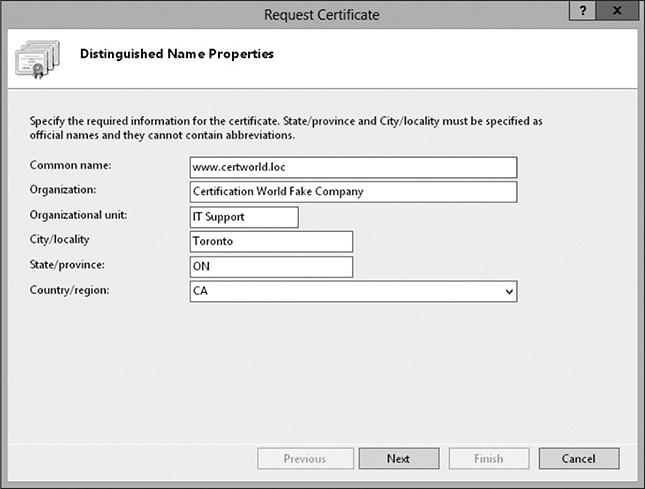 Request Certificate
? x
Distinguished Name Properties
Specify the required information for the certificate. State/province and City/locality must be specified as
official names and they cannot contain abbreviations.
Common name: www.certworld.loc
Organization: Certification World Fake Company
Organizational unit: IT Support
City/locality Toronto
State/province: ON
Country/region: CA
Previous Next Finish Cancel